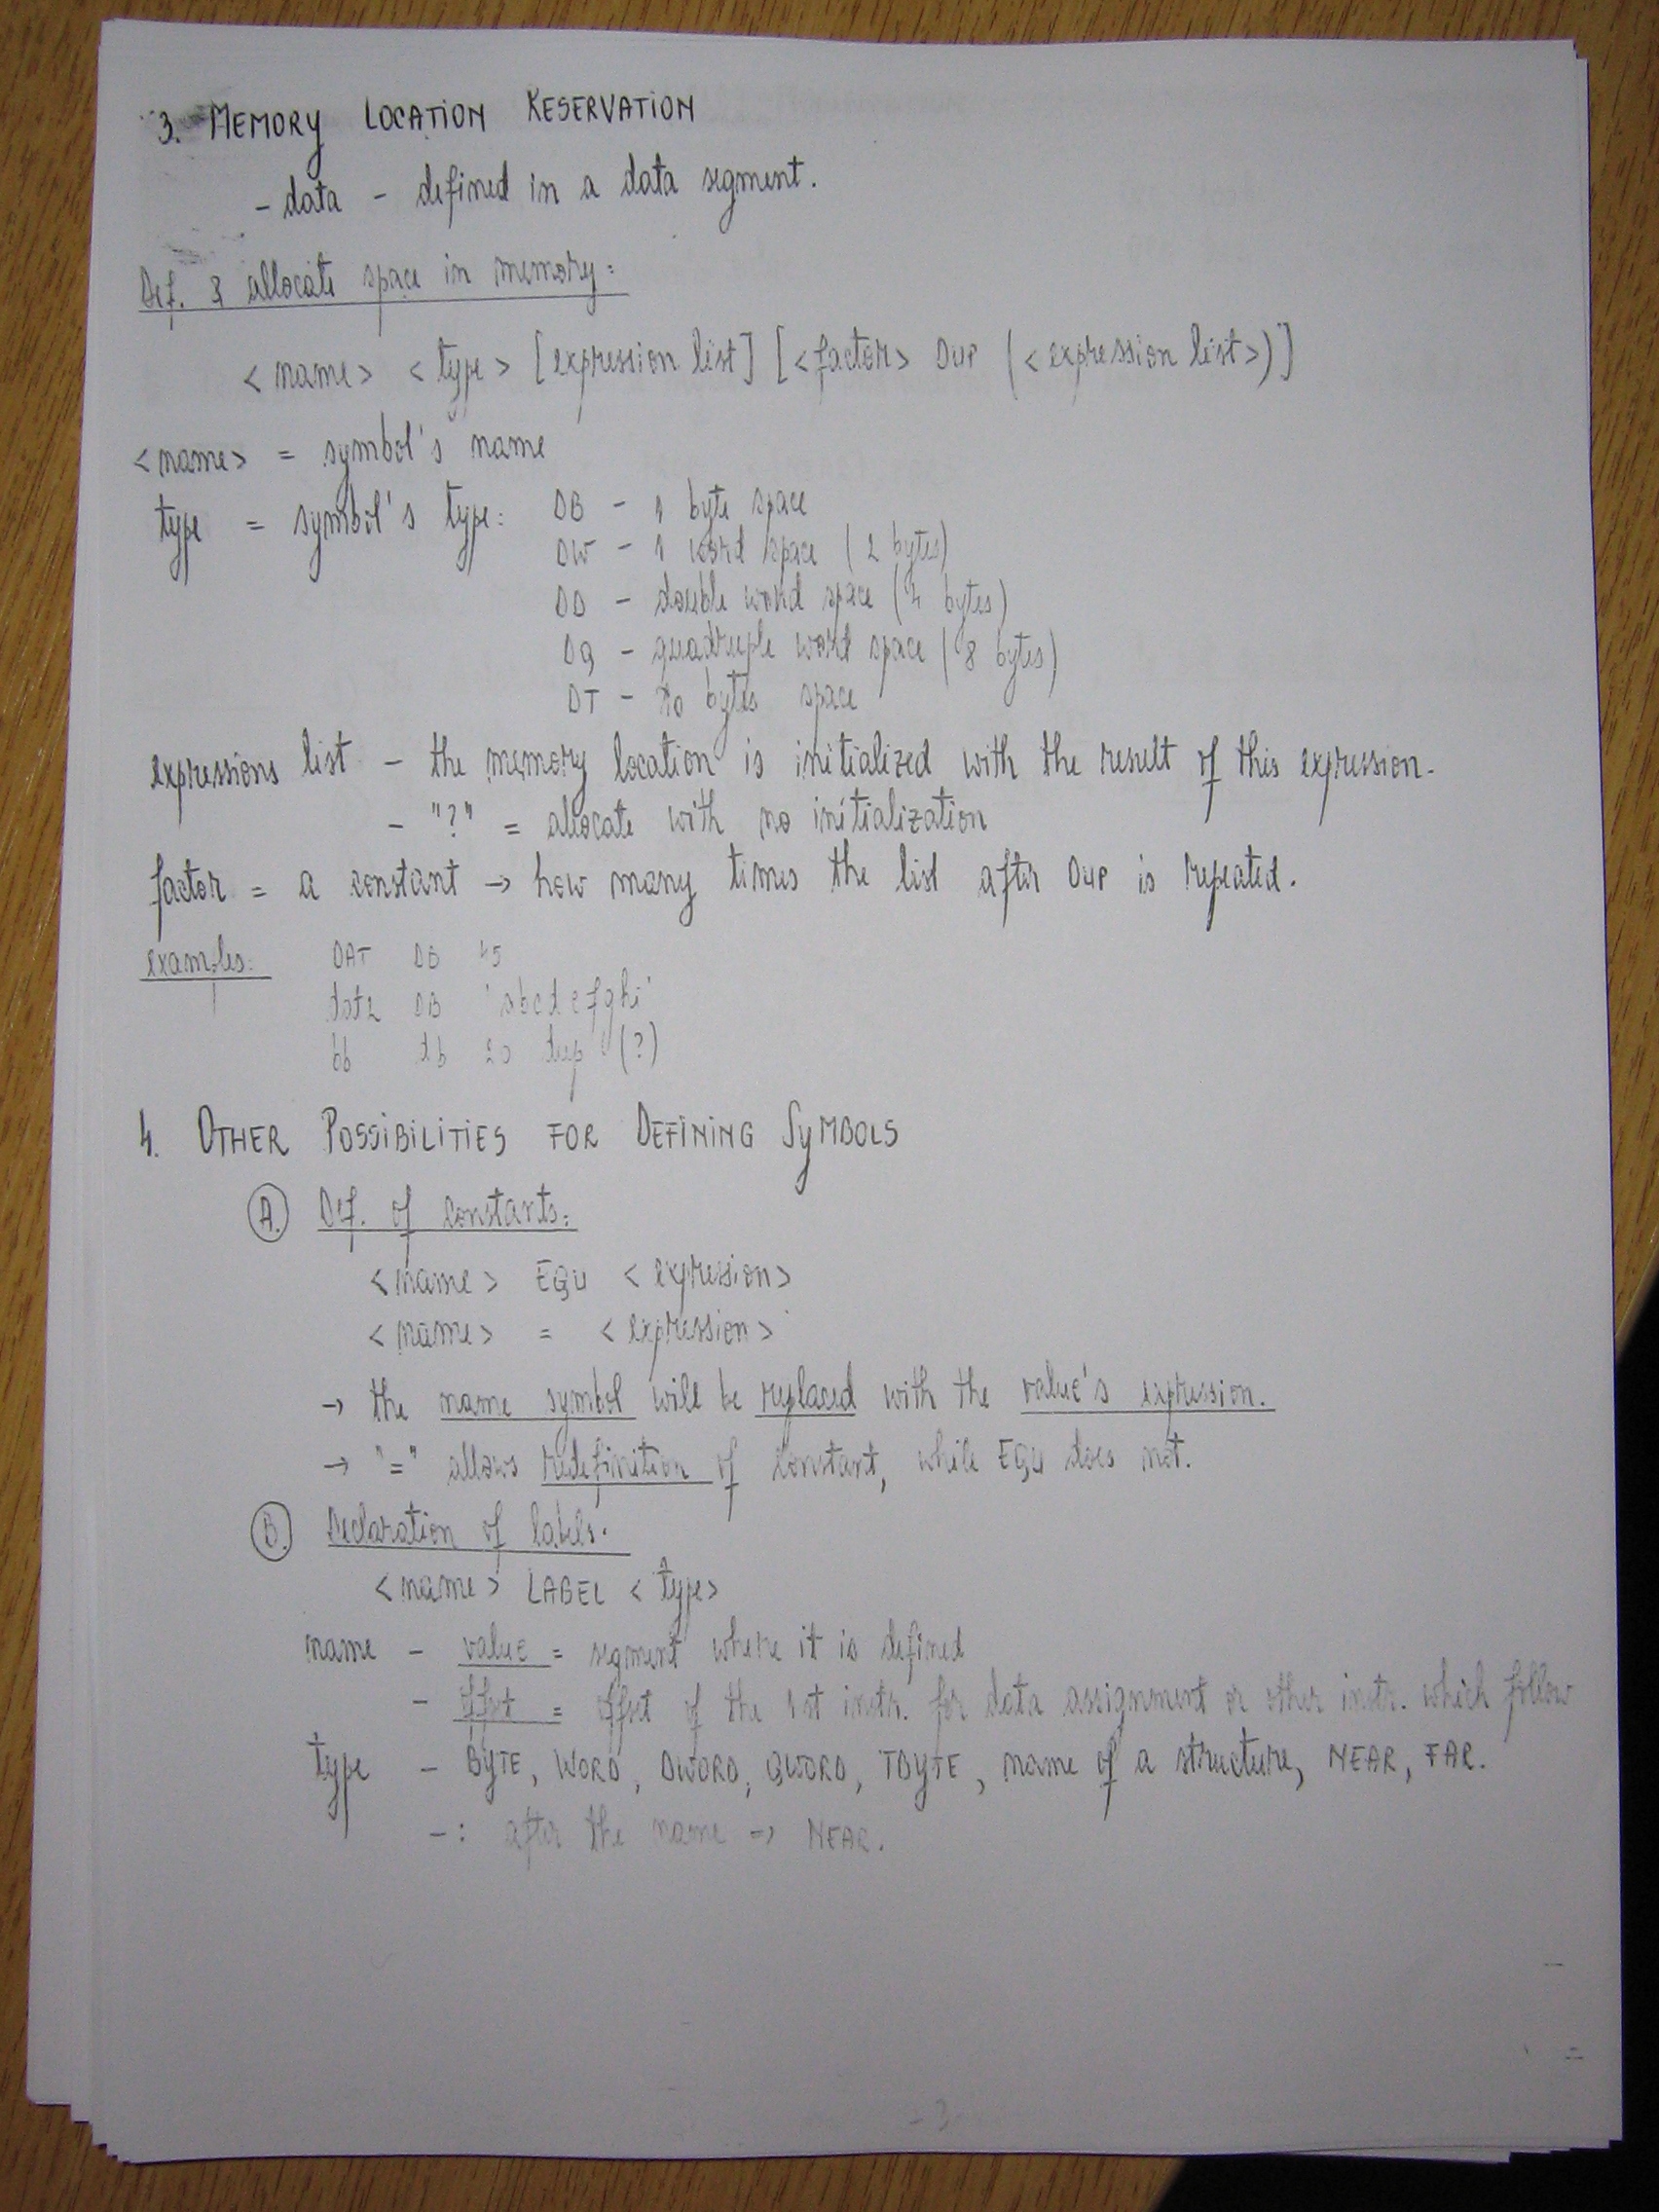 3. MEMORY LOCATION RESERVATION
- data - defined in a data segment.
Def. & allocate space in memory:
<name> <type> [expression list] [<factor> DUP (<expression list>)]
<name> = symbol's name
type = symbol's type: DB - 1 byte space
DW - 1 word space (2 bytes)
DD - double word space (4 bytes)
DQ - quadruple word space (8 bytes)
DT - 10 bytes space
expressions list - the memory location is initialized with the result of this expression.
- "?" = allocate with no initialization
factor = a constant → how many times the list after DUP is repeated.
examples: DAT DB 45
dat2 DB 'abcdefghi'
bb db 20 dup (?)
4. OTHER POSSIBILITIES FOR DEFINING SYMBOLS
A. Def. of constants:
<name> EQU <expression>
<name> = <expression>
→ the name symbol will be replaced with the value's expression.
→ "=" allows redefinition of constant, while EQU does not.
B. Declaration of labels.
<name> LABEL <type>
name - value = segment where it is defined
- offset = offset of the 1st instr. for data assignment or other instr. which follow
type - BYTE, WORD, DWORD, QWORD, TBYTE, name of a structure, NEAR, FAR.
- : after the name => NEAR.
- 3